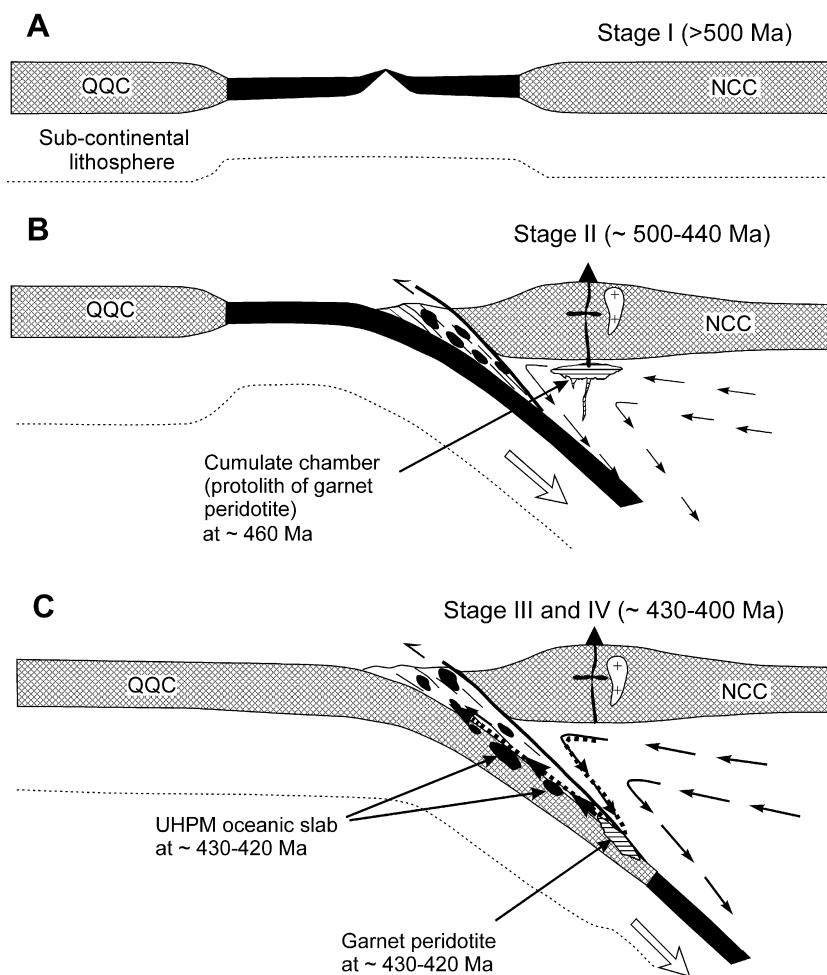 A
Stage I (>500 Ma)
QQC
NCC
Sub-continental
lithosphere
B
Stage II (~ 500-440 Ma)
QQC
NCC
Cumulate chamber
(protolith of garnet
peridotite)
at ~ 460 Ma
C
Stage III and IV (~ 430-400 Ma)
QQC
NCC
UHPM oceanic slab
at ~ 430-420 Ma
Garnet peridotite
at ~ 430-420 Ma